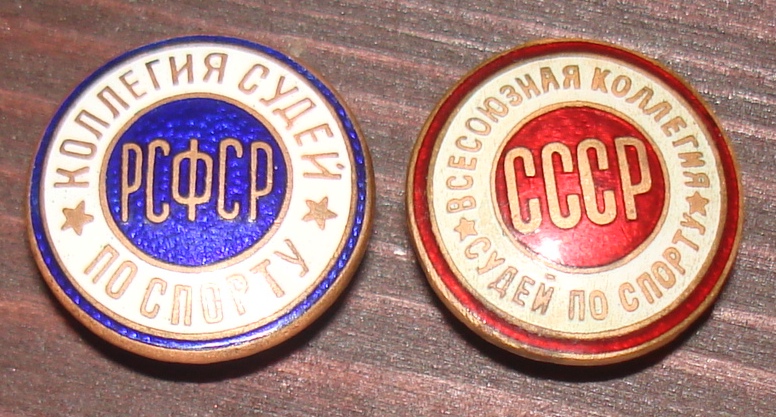 КОЛЛЕГИЯ СУДЕЙ
РСФСР
ПО СПОРТУ
ВСЕСОЮЗНАЯ КОЛЛЕГИЯ
СССР
СУДЕЙ ПО СПОРТУ